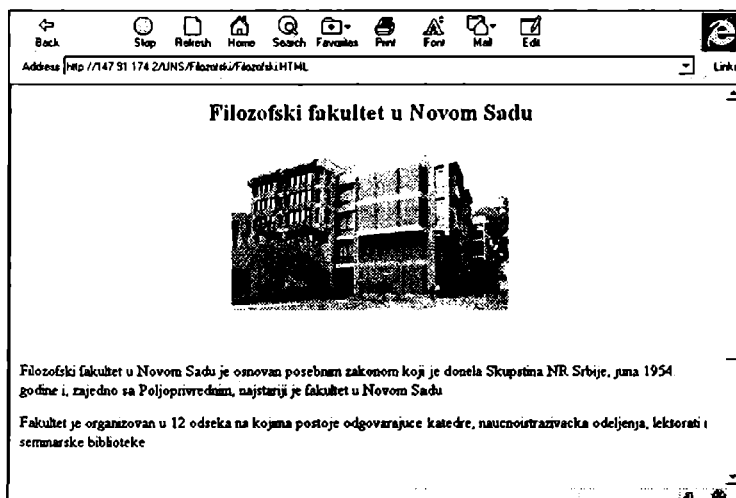 Back Stop Refresh Home Search Favorites Print Font Mail Edit
Address http //147 91 174 2/UNS/Filozofski/Filozofski.HTML Links
Filozofski fakultet u Novom Sadu
Filozofski fakultet u Novom Sadu je osnovan posebnim zakonom koji je donela Skupstina NR Srbije, juna 1954
godine i, zajedno sa Poljoprivrednim, najstariji je fakultet u Novom Sadu
Fakultet je organizovan u 12 odseka na kojima postoje odgovarajuce katedre, naucnoistrazivacka odeljenja, lektorati i
seminarske biblioteke